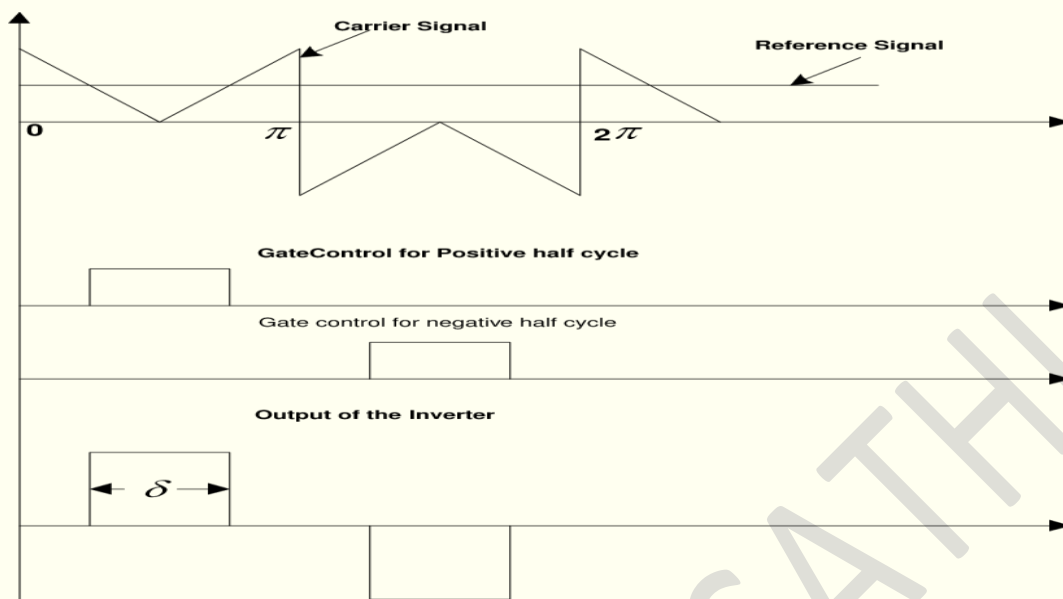 Carrier Signal
Reference Signal
0
π
2π
GateControl for Positive half cycle
Gate control for negative half cycle
Output of the Inverter
δ
SATHI